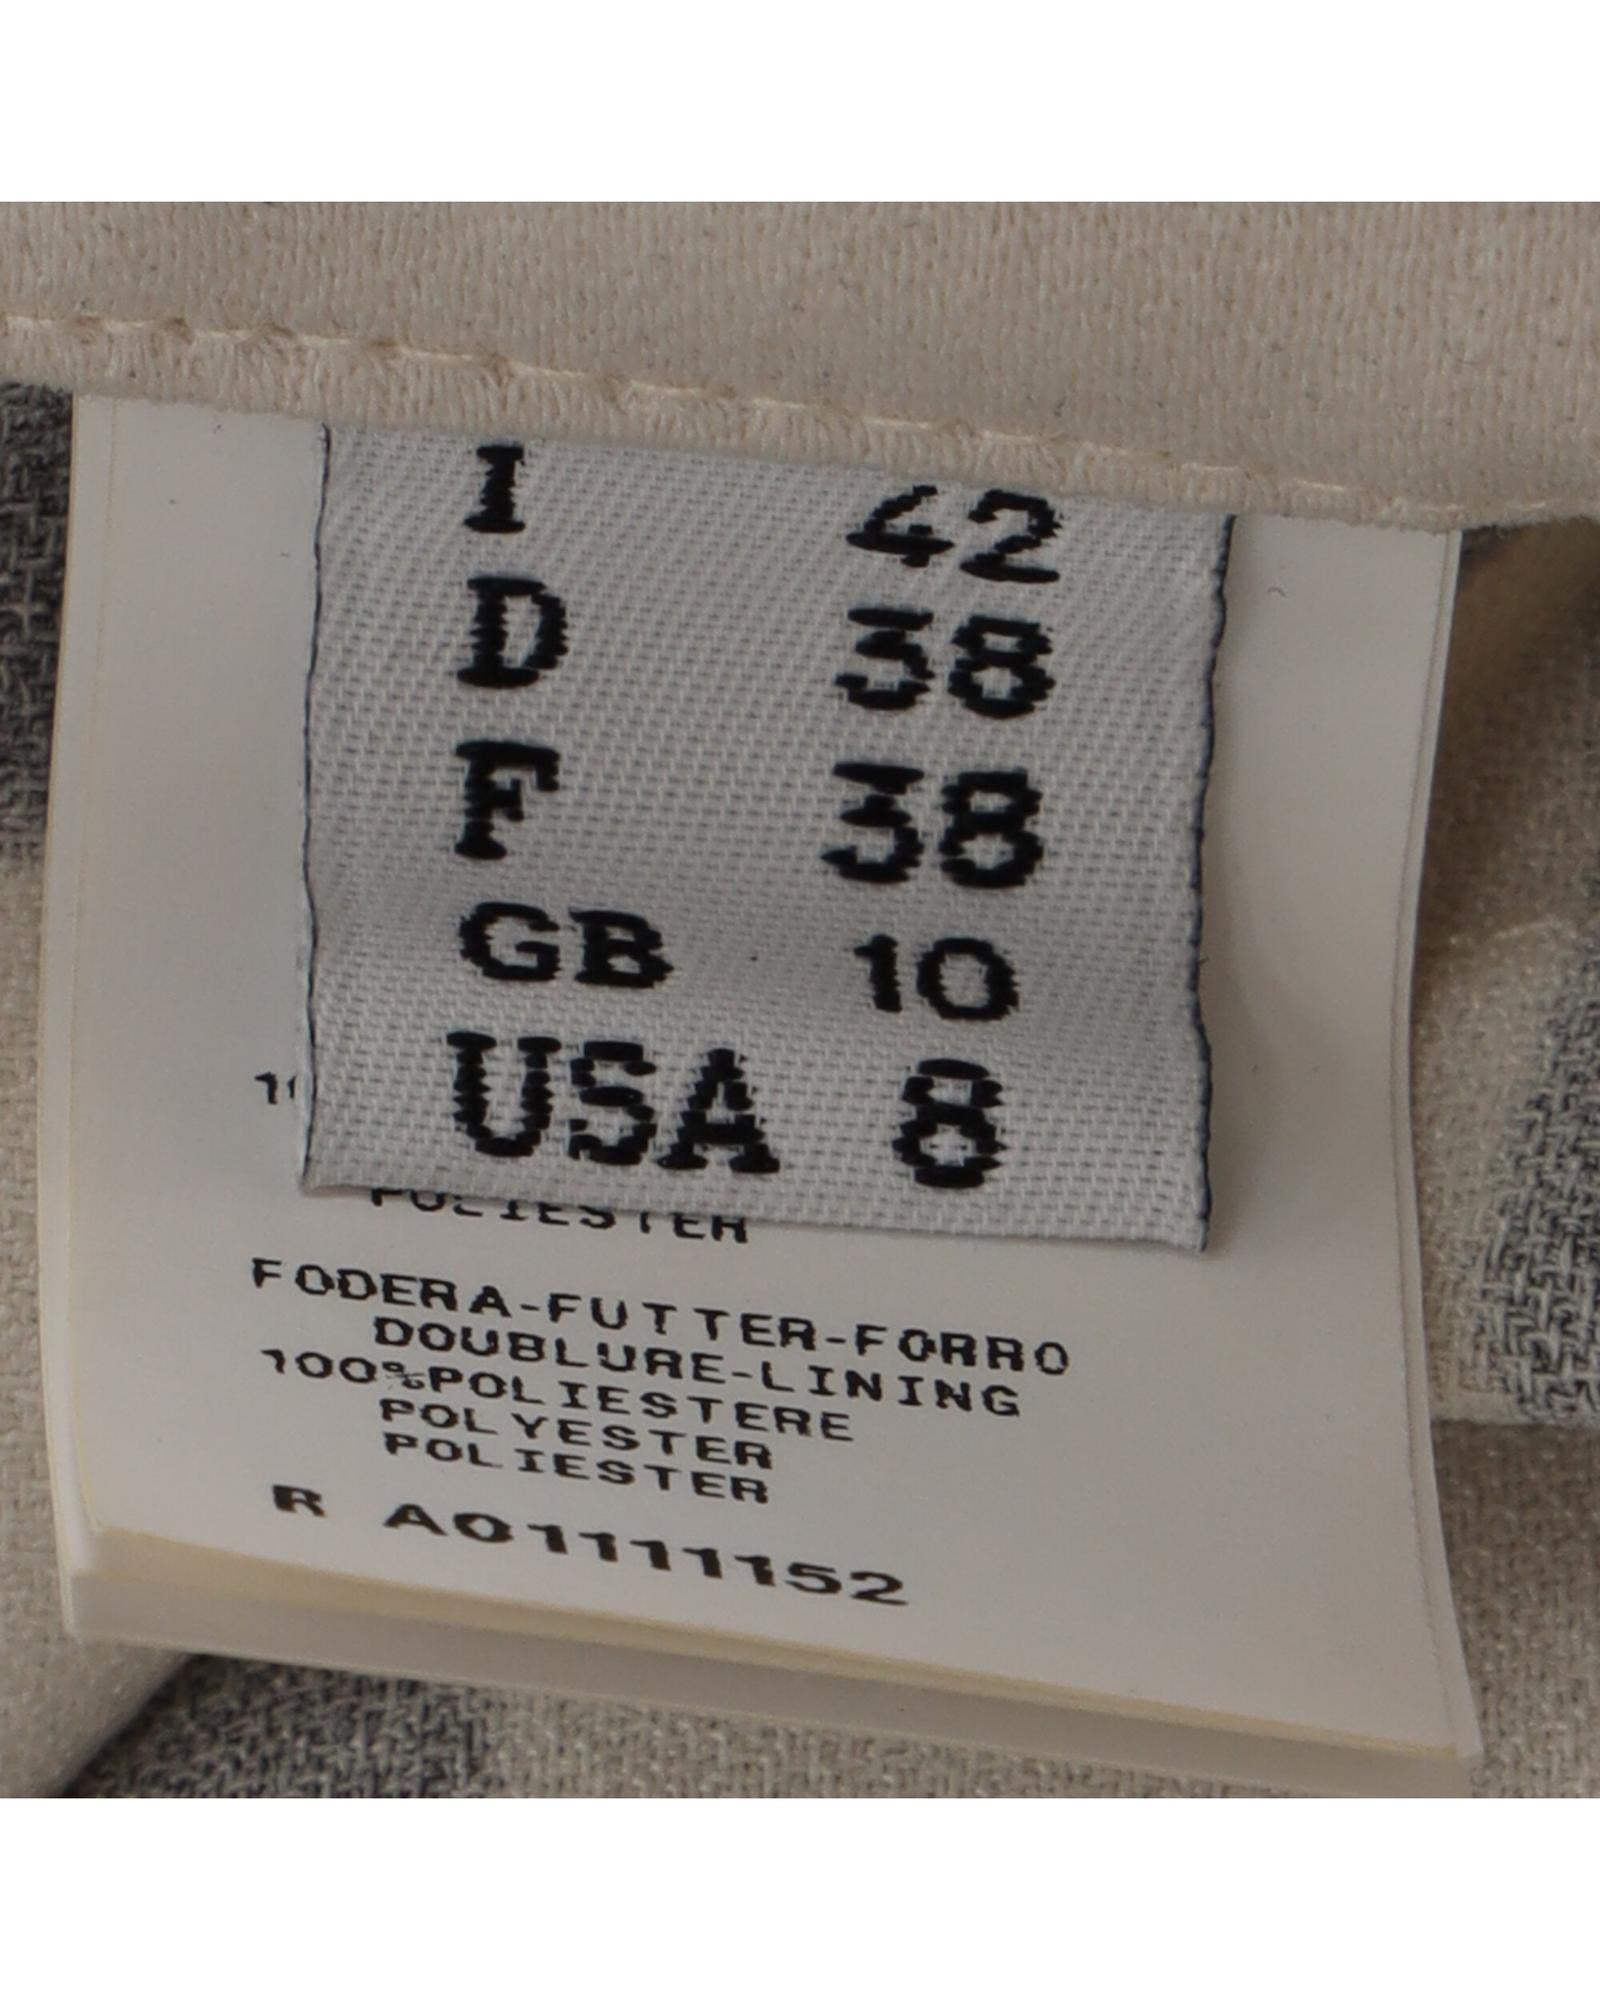 I 42
D 38
F 38
GB 10
USA 8
POLIESTER
FODERA-FUTTER-FORRO
DOUBLURE-LINING
100%POLIESTERE
POLYESTER
POLIESTER
R A01111152